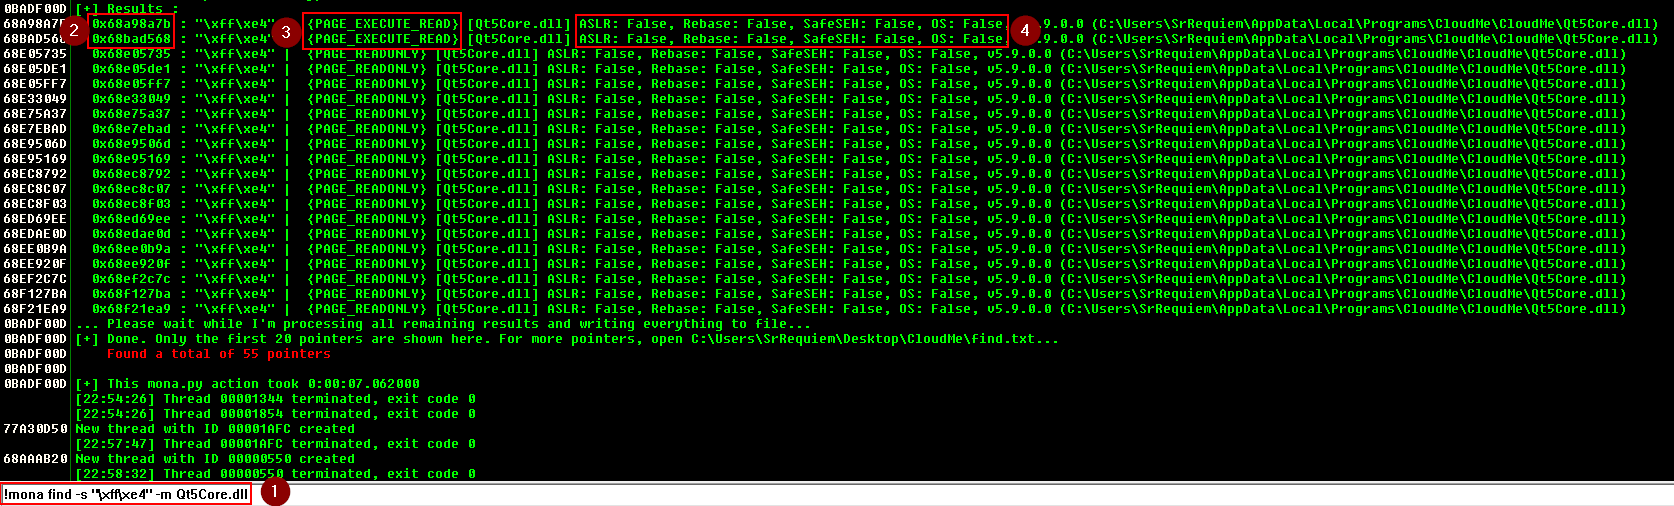 0BADF00D [+] Results :
68A98A7B 0x68a98a7b : "\xff\xe4" | {PAGE_EXECUTE_READ} [Qt5Core.dll] ASLR: False, Rebase: False, SafeSEH: False, OS: False, v5.9.0.0 (C:\Users\SrRequiem\AppData\Local\Programs\CloudMe\CloudMe\Qt5Core.dll)
68BAD568 0x68bad568 : "\xff\xe4" | {PAGE_EXECUTE_READ} [Qt5Core.dll] ASLR: False, Rebase: False, SafeSEH: False, OS: False, v5.9.0.0 (C:\Users\SrRequiem\AppData\Local\Programs\CloudMe\CloudMe\Qt5Core.dll)
68E05735 0x68e05735 : "\xff\xe4" | {PAGE_READONLY} [Qt5Core.dll] ASLR: False, Rebase: False, SafeSEH: False, OS: False, v5.9.0.0 (C:\Users\SrRequiem\AppData\Local\Programs\CloudMe\CloudMe\Qt5Core.dll)
68E05DE1 0x68e05de1 : "\xff\xe4" | {PAGE_READONLY} [Qt5Core.dll] ASLR: False, Rebase: False, SafeSEH: False, OS: False, v5.9.0.0 (C:\Users\SrRequiem\AppData\Local\Programs\CloudMe\CloudMe\Qt5Core.dll)
68E05FF7 0x68e05ff7 : "\xff\xe4" | {PAGE_READONLY} [Qt5Core.dll] ASLR: False, Rebase: False, SafeSEH: False, OS: False, v5.9.0.0 (C:\Users\SrRequiem\AppData\Local\Programs\CloudMe\CloudMe\Qt5Core.dll)
68E33049 0x68e33049 : "\xff\xe4" | {PAGE_READONLY} [Qt5Core.dll] ASLR: False, Rebase: False, SafeSEH: False, OS: False, v5.9.0.0 (C:\Users\SrRequiem\AppData\Local\Programs\CloudMe\CloudMe\Qt5Core.dll)
68E75A37 0x68e75a37 : "\xff\xe4" | {PAGE_READONLY} [Qt5Core.dll] ASLR: False, Rebase: False, SafeSEH: False, OS: False, v5.9.0.0 (C:\Users\SrRequiem\AppData\Local\Programs\CloudMe\CloudMe\Qt5Core.dll)
68E7EBAD 0x68e7ebad : "\xff\xe4" | {PAGE_READONLY} [Qt5Core.dll] ASLR: False, Rebase: False, SafeSEH: False, OS: False, v5.9.0.0 (C:\Users\SrRequiem\AppData\Local\Programs\CloudMe\CloudMe\Qt5Core.dll)
68E9506D 0x68e9506d : "\xff\xe4" | {PAGE_READONLY} [Qt5Core.dll] ASLR: False, Rebase: False, SafeSEH: False, OS: False, v5.9.0.0 (C:\Users\SrRequiem\AppData\Local\Programs\CloudMe\CloudMe\Qt5Core.dll)
68E95169 0x68e95169 : "\xff\xe4" | {PAGE_READONLY} [Qt5Core.dll] ASLR: False, Rebase: False, SafeSEH: False, OS: False, v5.9.0.0 (C:\Users\SrRequiem\AppData\Local\Programs\CloudMe\CloudMe\Qt5Core.dll)
68EC8792 0x68ec8792 : "\xff\xe4" | {PAGE_READONLY} [Qt5Core.dll] ASLR: False, Rebase: False, SafeSEH: False, OS: False, v5.9.0.0 (C:\Users\SrRequiem\AppData\Local\Programs\CloudMe\CloudMe\Qt5Core.dll)
68EC8C07 0x68ec8c07 : "\xff\xe4" | {PAGE_READONLY} [Qt5Core.dll] ASLR: False, Rebase: False, SafeSEH: False, OS: False, v5.9.0.0 (C:\Users\SrRequiem\AppData\Local\Programs\CloudMe\CloudMe\Qt5Core.dll)
68EC8F03 0x68ec8f03 : "\xff\xe4" | {PAGE_READONLY} [Qt5Core.dll] ASLR: False, Rebase: False, SafeSEH: False, OS: False, v5.9.0.0 (C:\Users\SrRequiem\AppData\Local\Programs\CloudMe\CloudMe\Qt5Core.dll)
68ED69EE 0x68ed69ee : "\xff\xe4" | {PAGE_READONLY} [Qt5Core.dll] ASLR: False, Rebase: False, SafeSEH: False, OS: False, v5.9.0.0 (C:\Users\SrRequiem\AppData\Local\Programs\CloudMe\CloudMe\Qt5Core.dll)
68EDAE0D 0x68edae0d : "\xff\xe4" | {PAGE_READONLY} [Qt5Core.dll] ASLR: False, Rebase: False, SafeSEH: False, OS: False, v5.9.0.0 (C:\Users\SrRequiem\AppData\Local\Programs\CloudMe\CloudMe\Qt5Core.dll)
68EE0B9A 0x68ee0b9a : "\xff\xe4" | {PAGE_READONLY} [Qt5Core.dll] ASLR: False, Rebase: False, SafeSEH: False, OS: False, v5.9.0.0 (C:\Users\SrRequiem\AppData\Local\Programs\CloudMe\CloudMe\Qt5Core.dll)
68EE920F 0x68ee920f : "\xff\xe4" | {PAGE_READONLY} [Qt5Core.dll] ASLR: False, Rebase: False, SafeSEH: False, OS: False, v5.9.0.0 (C:\Users\SrRequiem\AppData\Local\Programs\CloudMe\CloudMe\Qt5Core.dll)
68EF2C7C 0x68ef2c7c : "\xff\xe4" | {PAGE_READONLY} [Qt5Core.dll] ASLR: False, Rebase: False, SafeSEH: False, OS: False, v5.9.0.0 (C:\Users\SrRequiem\AppData\Local\Programs\CloudMe\CloudMe\Qt5Core.dll)
68F127BA 0x68f127ba : "\xff\xe4" | {PAGE_READONLY} [Qt5Core.dll] ASLR: False, Rebase: False, SafeSEH: False, OS: False, v5.9.0.0 (C:\Users\SrRequiem\AppData\Local\Programs\CloudMe\CloudMe\Qt5Core.dll)
68F21EA9 0x68f21ea9 : "\xff\xe4" | {PAGE_READONLY} [Qt5Core.dll] ASLR: False, Rebase: False, SafeSEH: False, OS: False, v5.9.0.0 (C:\Users\SrRequiem\AppData\Local\Programs\CloudMe\CloudMe\Qt5Core.dll)
0BADF00D ... Please wait while I'm processing all remaining results and writing everything to file...
0BADF00D [+] Done. Only the first 20 pointers are shown here. For more pointers, open C:\Users\SrRequiem\Desktop\CloudMe\find.txt...
0BADF00D Found a total of 55 pointers
0BADF00D
0BADF00D [+] This mona.py action took 0:00:07.062000
[22:54:26] Thread 00001344 terminated, exit code 0
[22:54:26] Thread 00001854 terminated, exit code 0
77A30D50 New thread with ID 00001AFC created
[22:57:47] Thread 00001AFC terminated, exit code 0
68AAAB20 New thread with ID 00000550 created
[22:58:32] Thread 00000550 terminated, exit code 0
!mona find -s "\xff\xe4" -m Qt5Core.dll
1
2
3
4